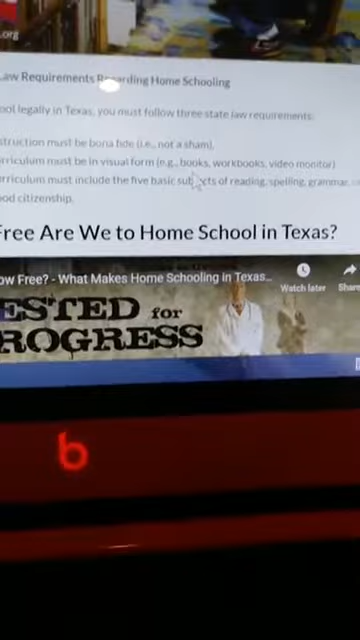 .org
Law Requirements Regarding Home Schooling
ool legally in Texas, you must follow three state law requirements:
struction must be bona fide (i.e., not a sham).
rriculum must be in visual form (e.g., books, workbooks, video monitor)
rriculum must include the five basic subjects of reading, spelling, grammar,
od citizenship.
Free Are We to Home School in Texas?
ow Free? - What Makes Home Schooling in Texas...
Watch later
Share
ESTED for
ROGRESS
b